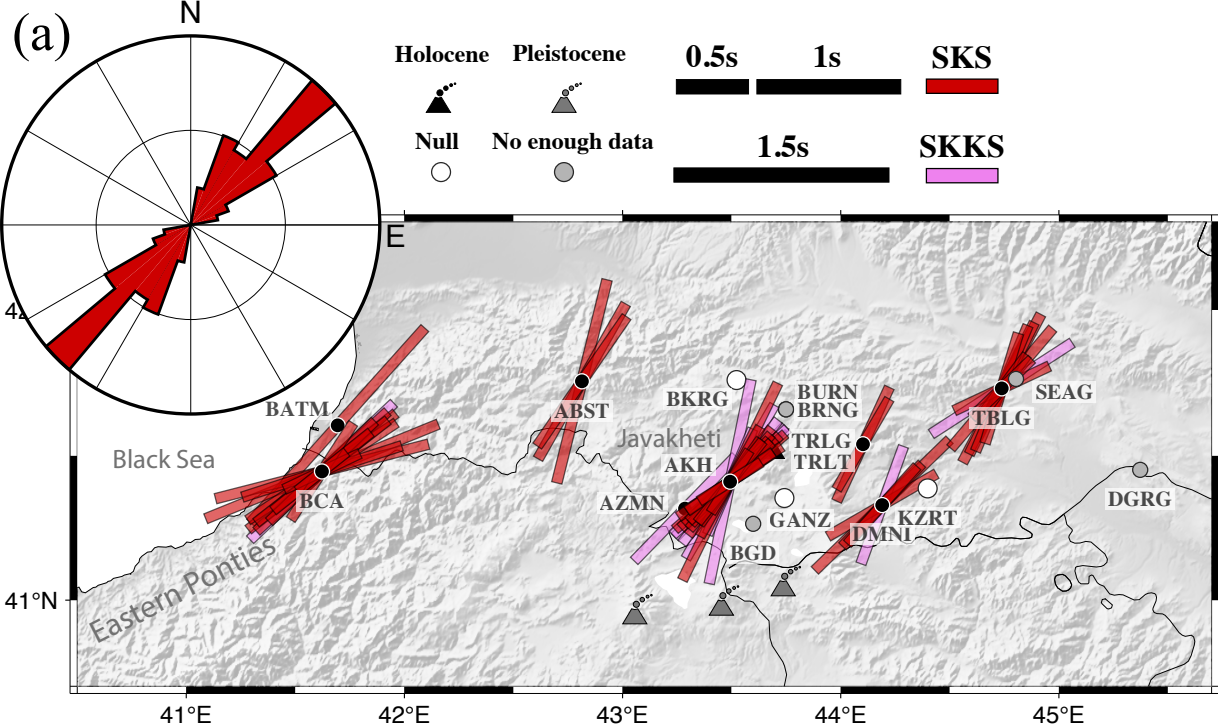 (a)
N
E
Holocene
Pleistocene
0.5s
1s
SKS
Null
No enough data
1.5s
SKKS
42
BATM
ABST
BKRG
BURN
BRNG
SEAG
TBLG
Javakheti
TRLG
TRLT
Black Sea
AKH
BCA
AZMN
GANZ
KZRT
DGRG
DMNI
BGD
Eastern Ponties
41°N
41°E
42°E
43°E
44°E
45°E